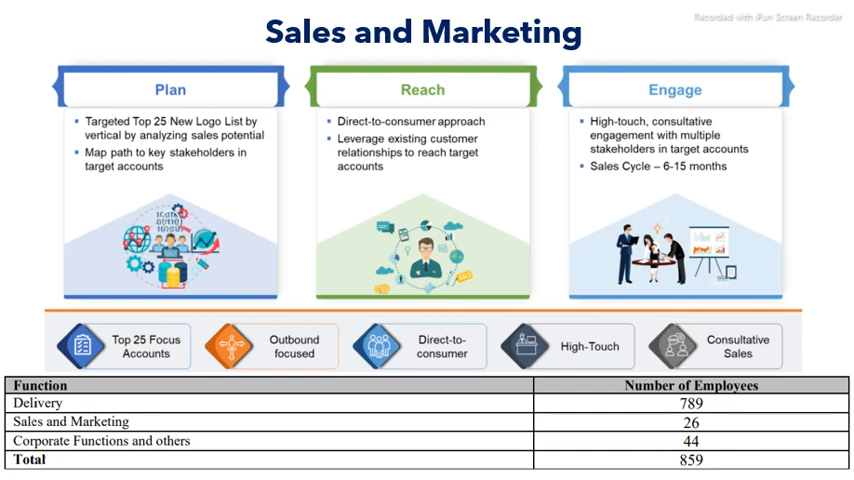 Recorded with iFun Screen Recorder
Sales and Marketing
Plan
Targeted Top 25 New Logo List by
vertical by analyzing sales potential
Map path to key stakeholders in
target accounts
Reach
Direct-to-consumer approach
Leverage existing customer
relationships to reach target
accounts
Engage
High-touch, consultative
engagement with multiple
stakeholders in target accounts
Sales Cycle – 6-15 months
Top 25 Focus
Accounts
Outbound
focused
Direct-to-
consumer
High-Touch
Consultative
Sales
Function Number of Employees
Delivery 789
Sales and Marketing 26
Corporate Functions and others 44
Total 859